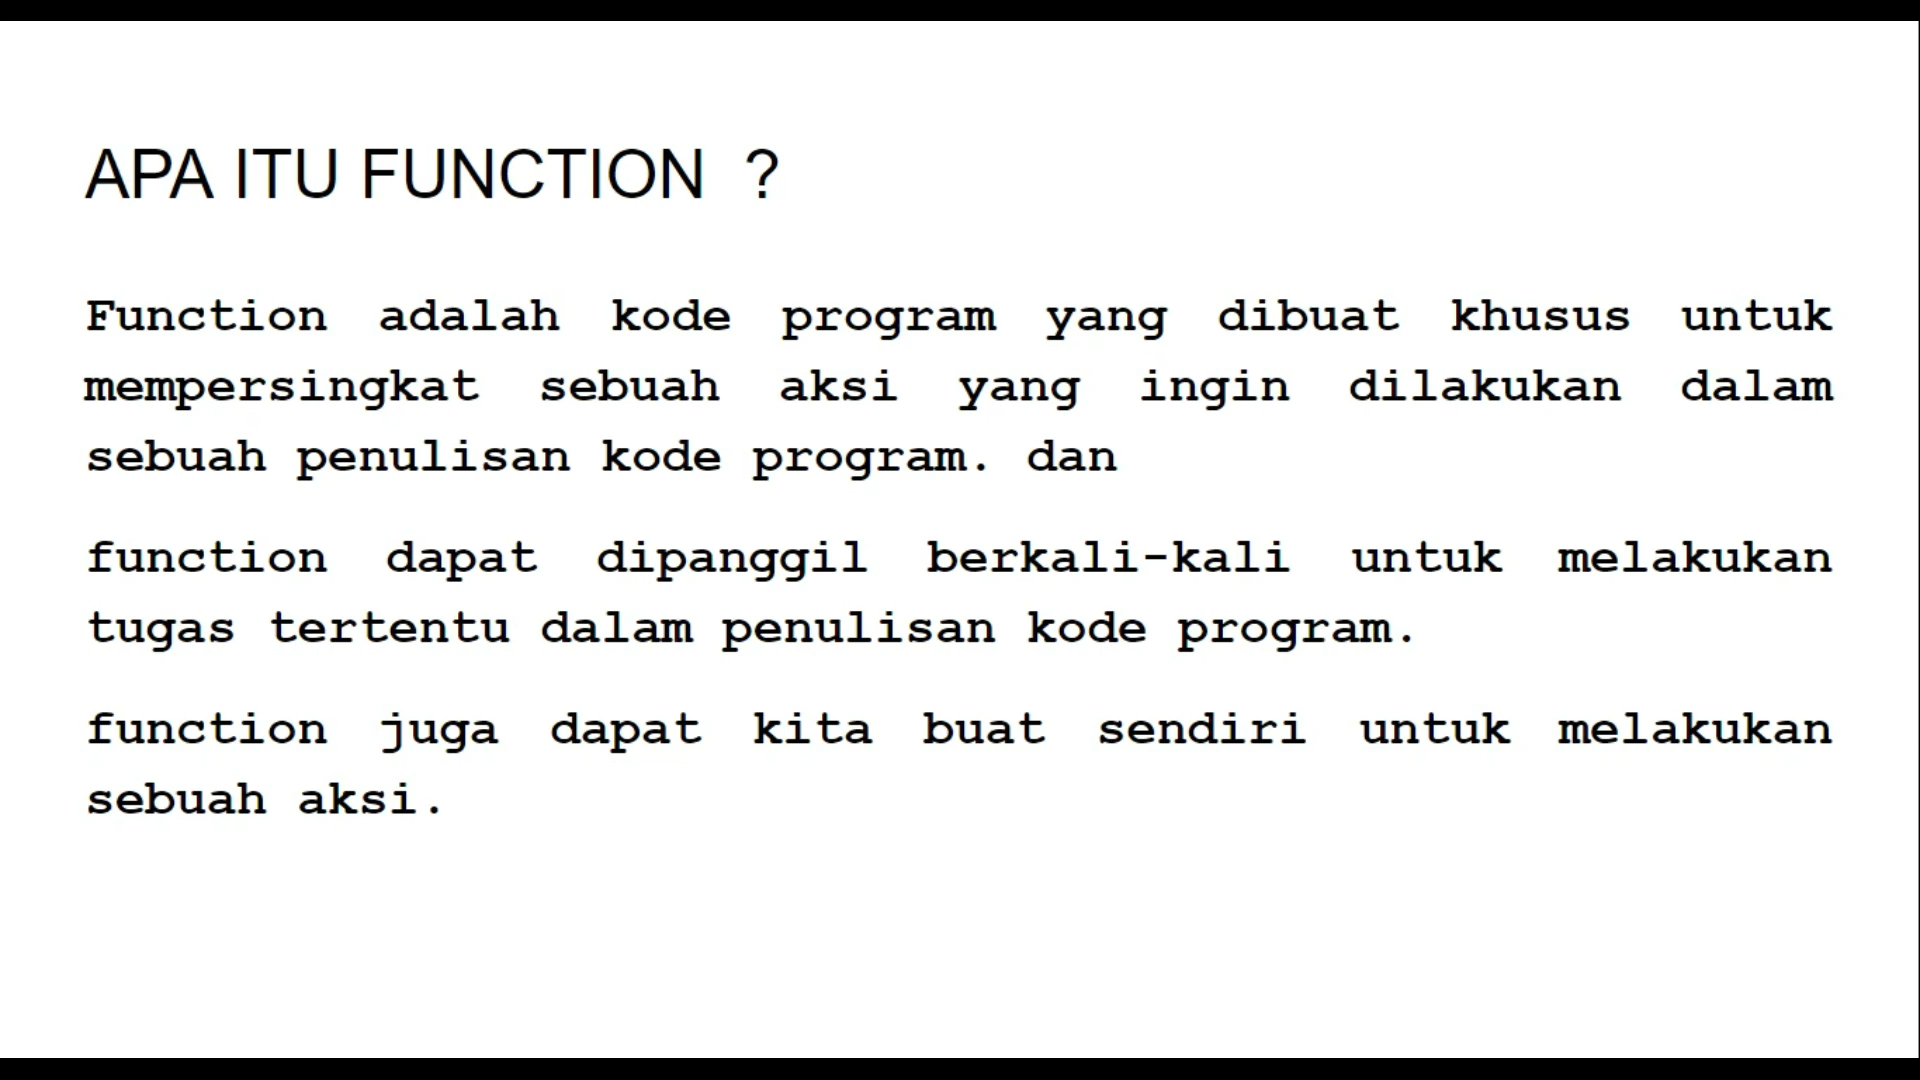 APA ITU FUNCTION ?
Function adalah kode program yang dibuat khusus untuk
mempersingkat sebuah aksi yang ingin dilakukan dalam
sebuah penulisan kode program. dan
function dapat dipanggil berkali-kali untuk melakukan
tugas tertentu dalam penulisan kode program.
function juga dapat kita buat sendiri untuk melakukan
sebuah aksi.